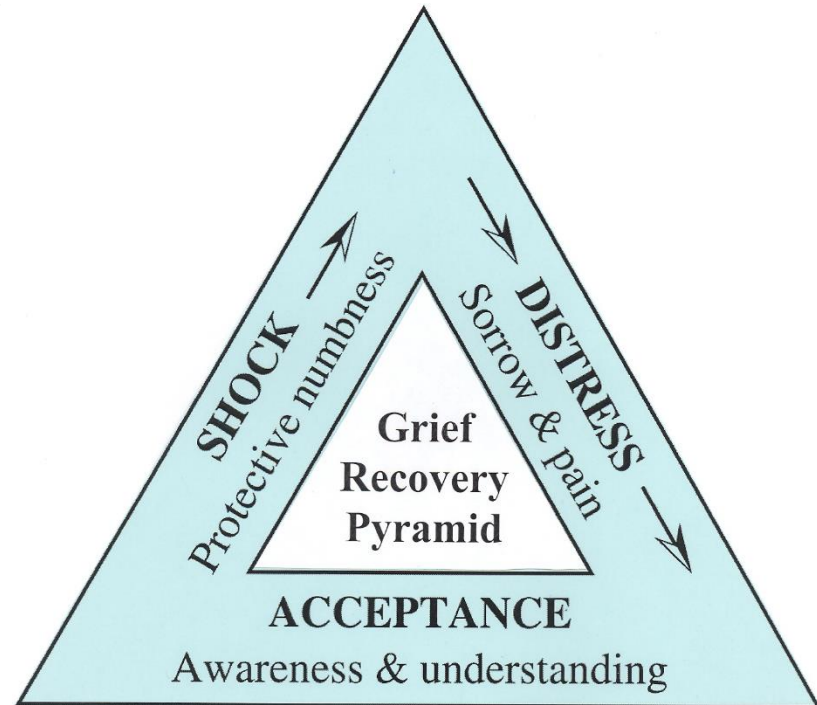 SHOCK
Protective numbness
DISTRESS
Sorrow & pain
Grief
Recovery
Pyramid
ACCEPTANCE
Awareness & understanding